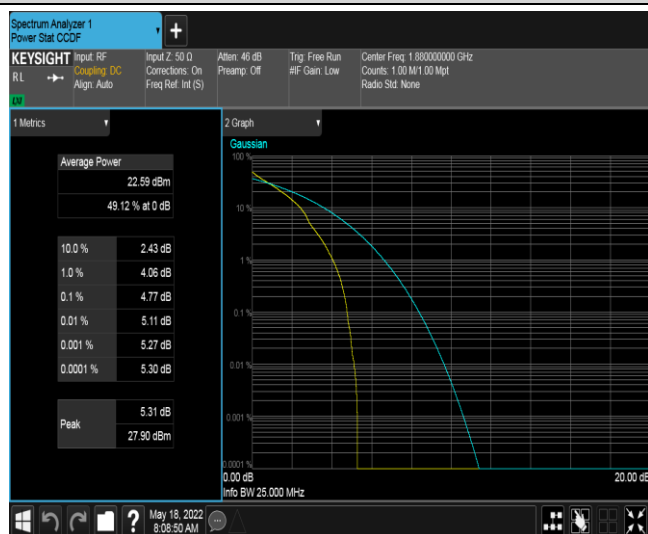 Spectrum Analyzer 1
Power Stat CCDF
+
KEYSIGHT
RL
LXI
Input: RF
Coupling: DC
Align: Auto
Input Z: 50 Ω
Corrections: On
Freq Ref: Int (S)
Atten: 46 dB
Preamp: Off
Trig: Free Run
#IF Gain: Low
Center Freq: 1.880000000 GHz
Counts: 1.00 M/1.00 Mpt
Radio Std: None
1 Metrics
Average Power
22.59 dBm
49.12 % at 0 dB
10.0 % 2.43 dB
1.0 % 4.06 dB
0.1 % 4.77 dB
0.01 % 5.11 dB
0.001 % 5.27 dB
0.0001 % 5.30 dB
Peak
5.31 dB
27.90 dBm
2 Graph
Gaussian
100 %
10 %
1 %
0.1 %
0.01 %
0.001 %
0.0001 %
0.00 dB 20.00 dB
Info BW 25.000 MHz
?
May 18, 2022
8:08:50 AM